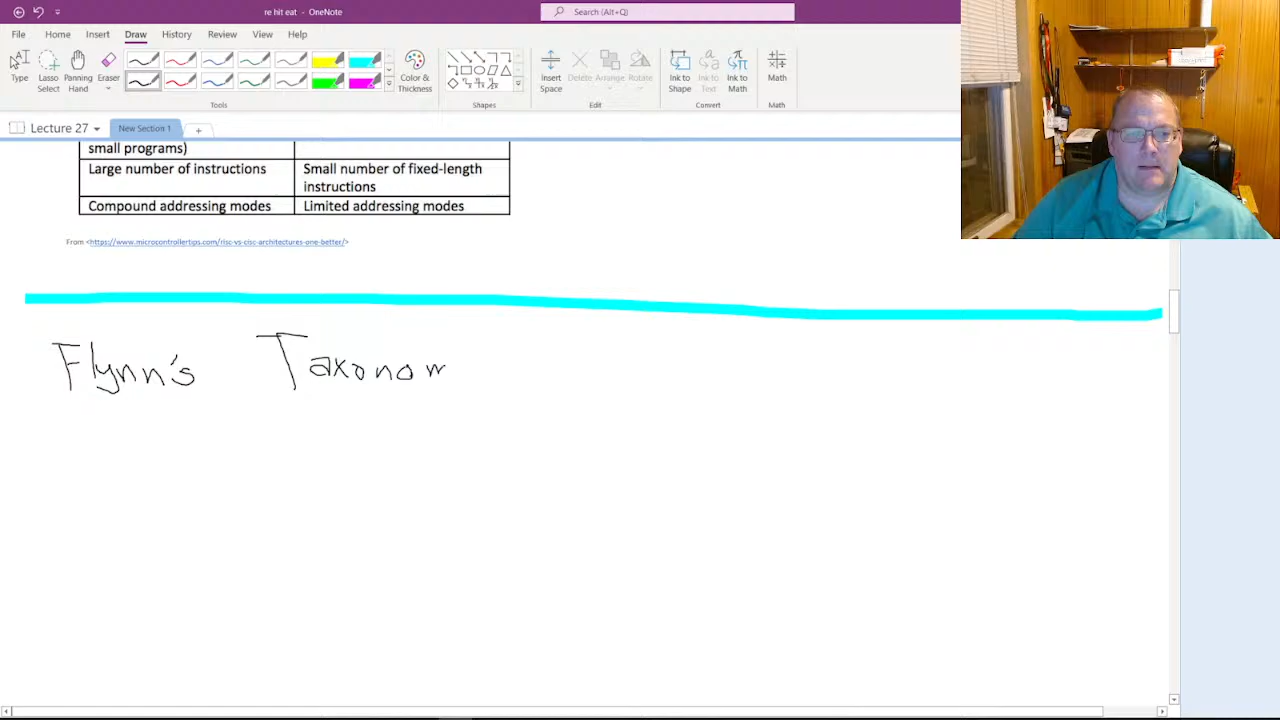 re hit eat - OneNote
Search (Alt+Q)
File Home Insert Draw History Review View Help
Type
Lasso Select
Panning Hand
Eraser
Color & Thickness
Insert Space
Delete
Arrange
Rotate
Ink to Shape
Ink to Text
Ink to Math
Math
Tools
Shapes
Edit
Convert
Math
Lecture 27
New Section 1
small programs)
Large number of instructions
Small number of fixed-length instructions
Compound addressing modes
Limited addressing modes
From <https://www.microcontrollertips.com/risc-vs-cisc-architectures-one-better/>
Flynn's Taxonom